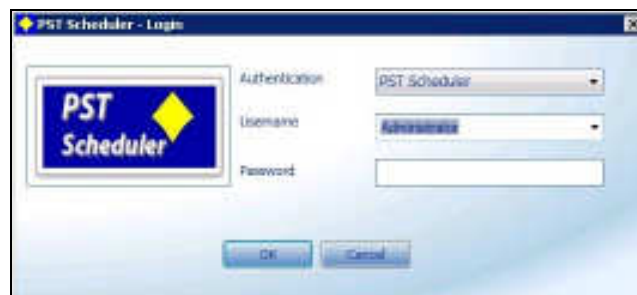 PST Scheduler - Login
PST
Scheduler
Authentication PST Scheduler
Username Administrator
Password
OK Cancel